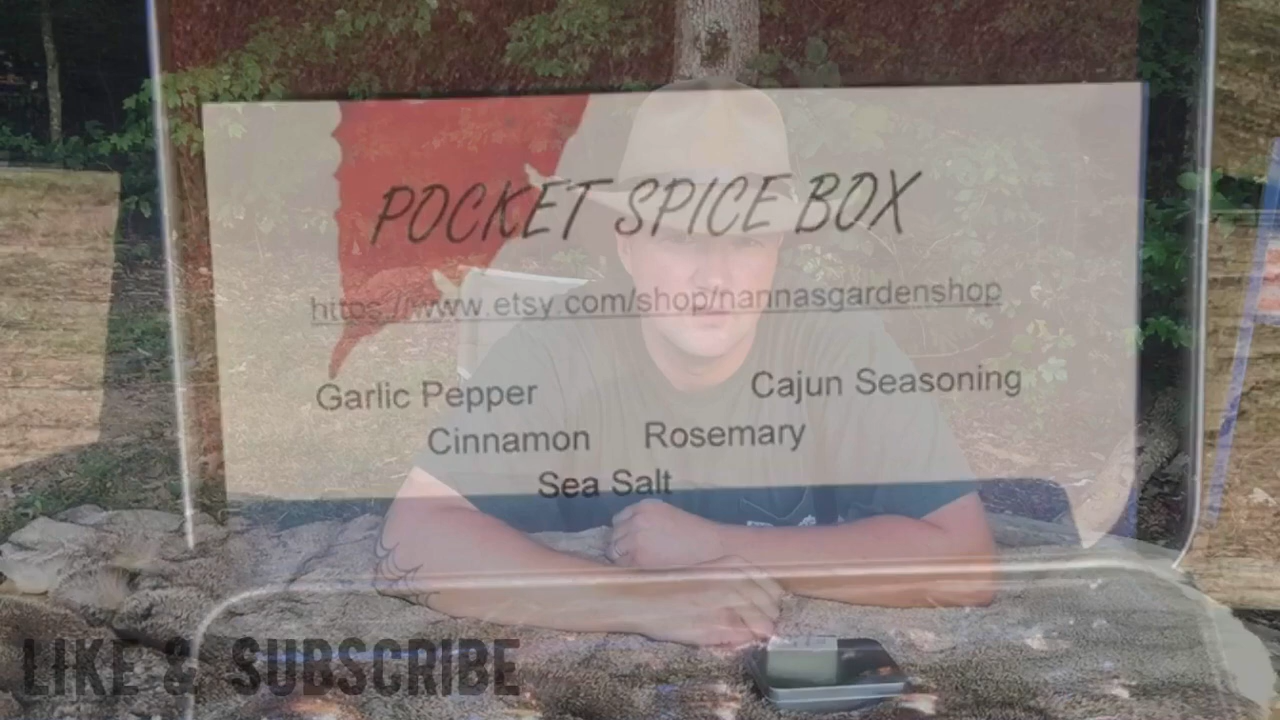 POCKET SPICE BOX
https://www.etsy.com/shop/nannasgardenshop
Garlic Pepper Cajun Seasoning
Cinnamon Rosemary
Sea Salt
LIKE & SUBSCRIBE